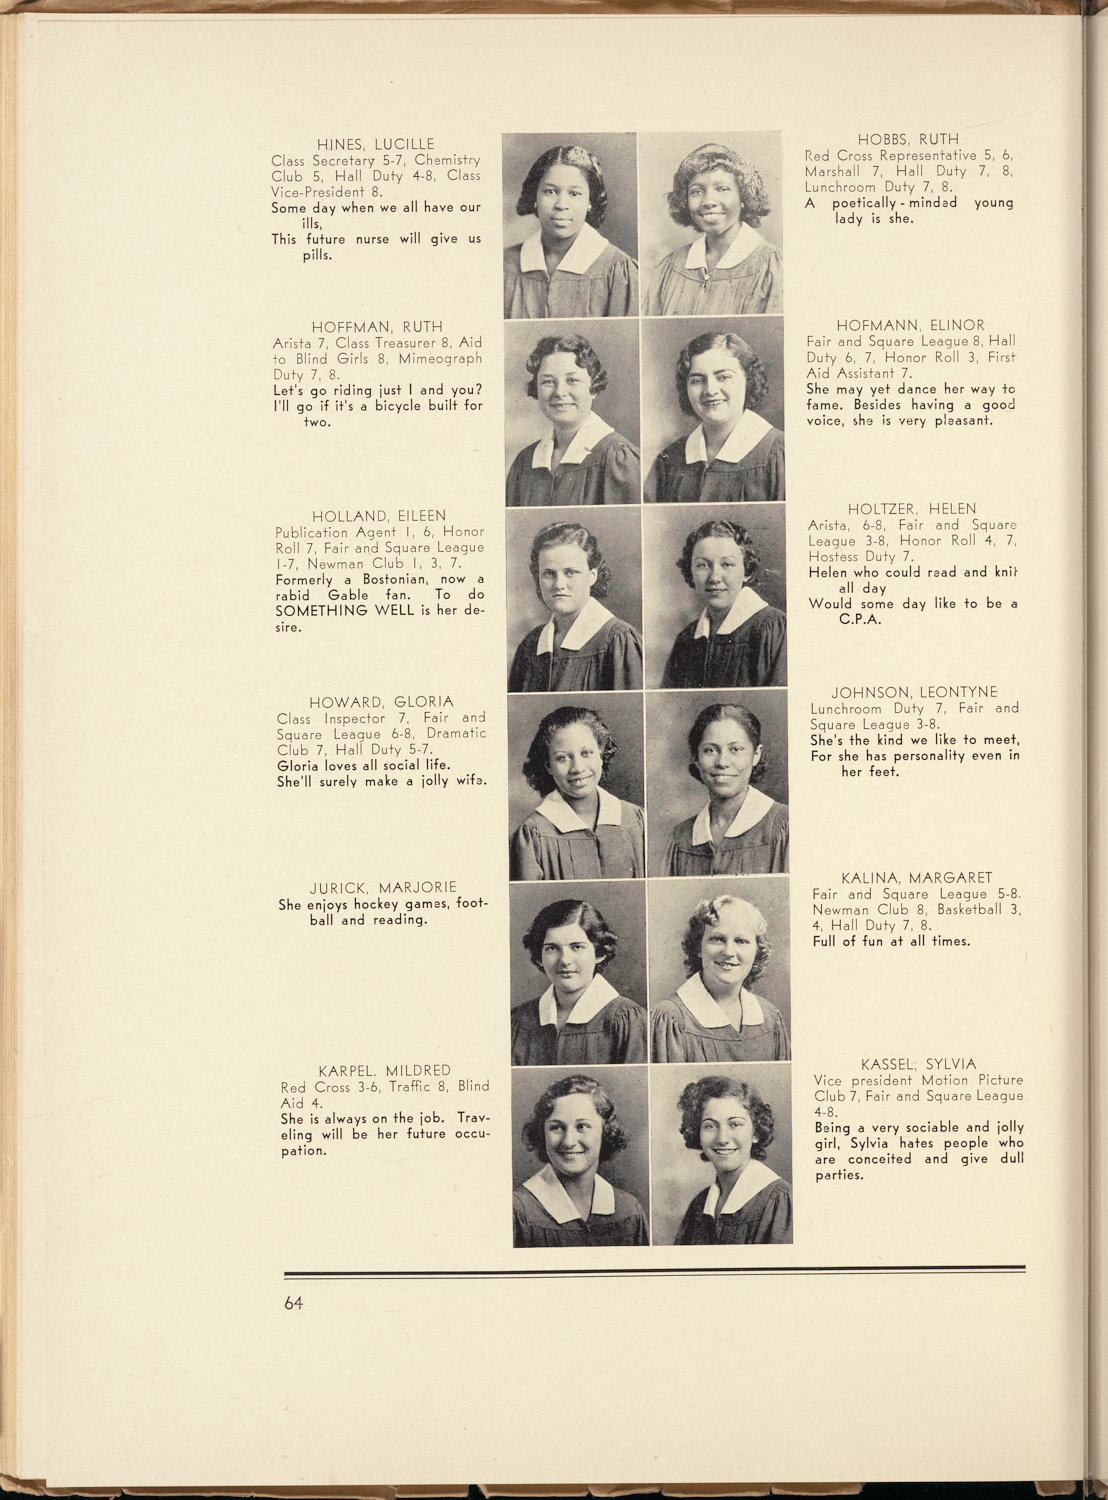 HINES, LUCILLE
Class Secretary 5-7, Chemistry
Club 5, Hall Duty 4-8, Class
Vice-President 8.
Some day when we all have our
ills,
This future nurse will give us
pills.
HOBBS, RUTH
Red Cross Representative 5, 6,
Marshall 7, Hall Duty 7, 8,
Lunchroom Duty 7, 8.
A poetically-minded young
lady is she.
HOFFMAN, RUTH
Arista 7, Class Treasurer 8, Aid
to Blind Girls 8, Mimeograph
Duty 7, 8.
Let's go riding just I and you?
I'll go if it's a bicycle built for
two.
HOFMANN, ELINOR
Fair and Square League 8, Hall
Duty 6, 7, Honor Roll 3, First
Aid Assistant 7.
She may yet dance her way to
fame. Besides having a good
voice, she is very pleasant.
HOLLAND, EILEEN
Publication Agent 1, 6, Honor
Roll 7, Fair and Square League
1-7, Newman Club 1, 3, 7.
Formerly a Bostonian, now a
rabid Gable fan. To do
SOMETHING WELL is her de-
sire.
HOLTZER, HELEN
Arista, 6-8, Fair and Square
League 3-8, Honor Roll 4, 7,
Hostess Duty 7.
Helen who could read and knit
all day
Would some day like to be a
C.P.A.
HOWARD, GLORIA
Class Inspector 7, Fair and
Square League 6-8, Dramatic
Club 7, Hall Duty 5-7.
Gloria loves all social life.
She'll surely make a jolly wife.
JOHNSON, LEONTYNE
Lunchroom Duty 7, Fair and
Square League 3-8.
She's the kind we like to meet,
For she has personality even in
her feet.
JURICK, MARJORIE
She enjoys hockey games, foot-
ball and reading.
KALINA, MARGARET
Fair and Square League 5-8.
Newman Club 8, Basketball 3,
4, Hall Duty 7, 8.
Full of fun at all times.
KARPEL, MILDRED
Red Cross 3-6, Traffic 8, Blind
Aid 4.
She is always on the job. Trav-
eling will be her future occu-
pation.
KASSEL, SYLVIA
Vice president Motion Picture
Club 7, Fair and Square League
4-8.
Being a very sociable and jolly
girl, Sylvia hates people who
are conceited and give dull
parties.
64